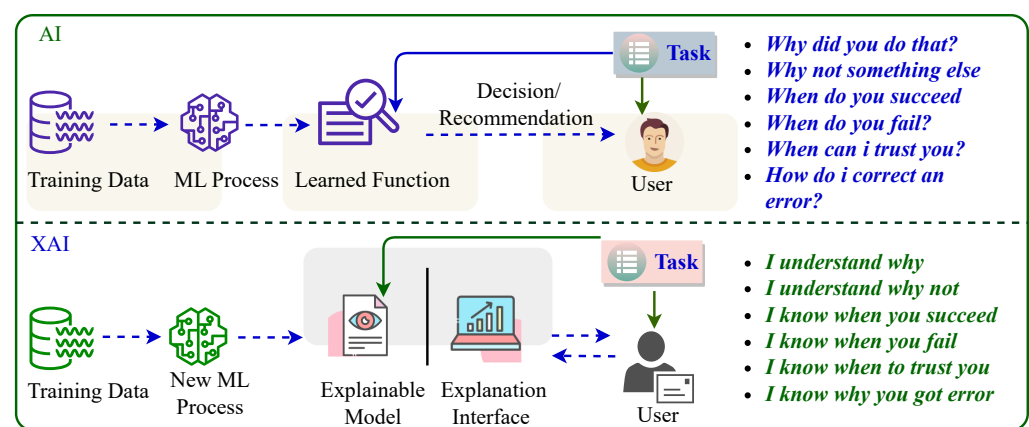 AI
Task
Decision/
Recommendation
Training Data
ML Process
Learned Function
User
• Why did you do that?
• Why not something else
• When do you succeed
• When do you fail?
• When can i trust you?
• How do i correct an
error?
XAI
Task
Training Data
New ML
Process
Explainable
Model
Explanation
Interface
User
• I understand why
• I understand why not
• I know when you succeed
• I know when you fail
• I know when to trust you
• I know why you got error